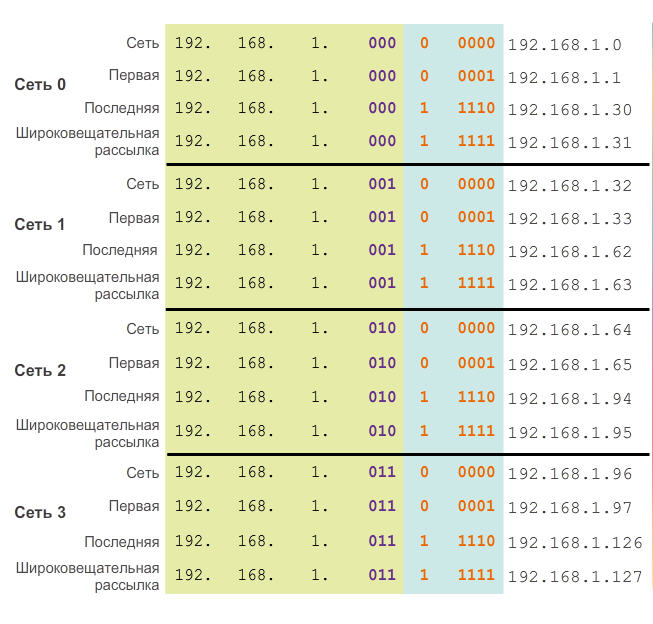 Сеть 192. 168. 1. 000 0 0000 192.168.1.0
Сеть 0
Первая 192. 168. 1. 000 0 0001 192.168.1.1
Последняя 192. 168. 1. 000 1 1110 192.168.1.30
Широковещательная
рассылка 192. 168. 1. 000 1 1111 192.168.1.31
Сеть 192. 168. 1. 001 0 0000 192.168.1.32
Сеть 1
Первая 192. 168. 1. 001 0 0001 192.168.1.33
Последняя 192. 168. 1. 001 1 1110 192.168.1.62
Широковещательная
рассылка 192. 168. 1. 001 1 1111 192.168.1.63
Сеть 192. 168. 1. 010 0 0000 192.168.1.64
Сеть 2
Первая 192. 168. 1. 010 0 0001 192.168.1.65
Последняя 192. 168. 1. 010 1 1110 192.168.1.94
Широковещательная
рассылка 192. 168. 1. 010 1 1111 192.168.1.95
Сеть 192. 168. 1. 011 0 0000 192.168.1.96
Сеть 3
Первая 192. 168. 1. 011 0 0001 192.168.1.97
Последняя 192. 168. 1. 011 1 1110 192.168.1.126
Широковещательная
рассылка 192. 168. 1. 011 1 1111 192.168.1.127